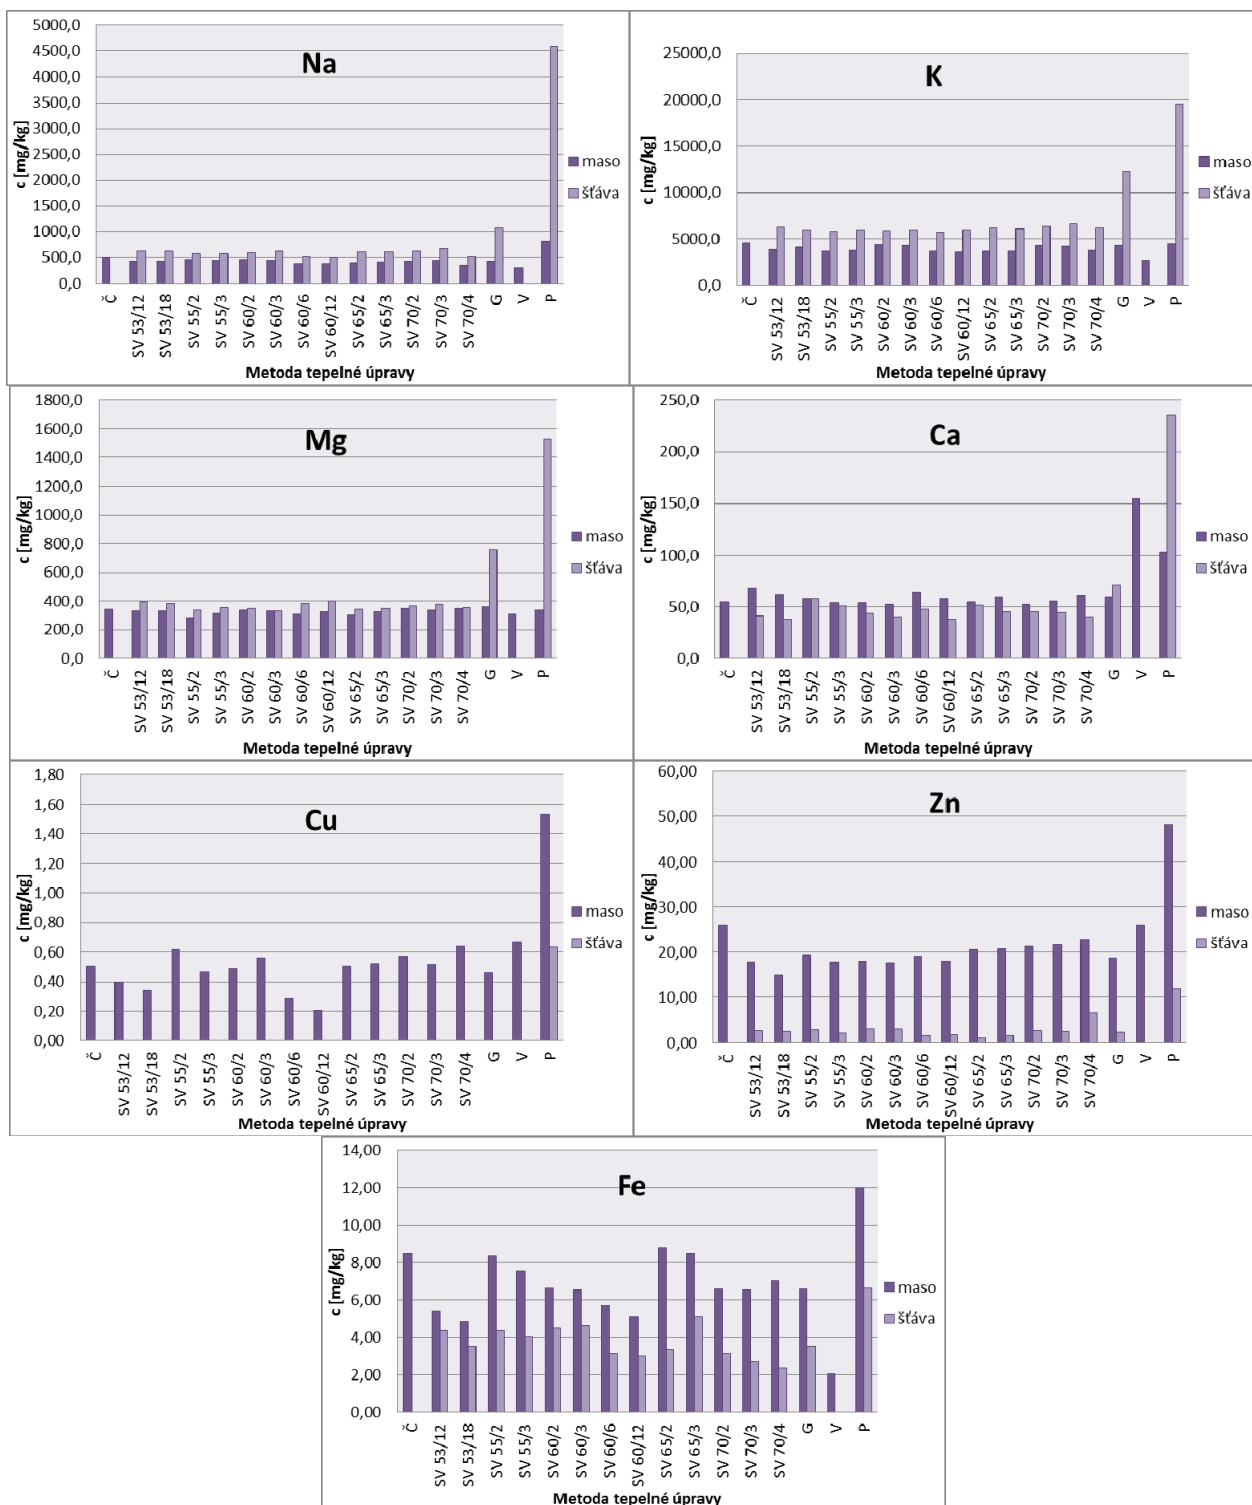 Na
c [mg/kg]
5000,0
4500,0
4000,0
3500,0
3000,0
2500,0
2000,0
1500,0
1000,0
500,0
0,0
Č
SV 53/12
SV 53/18
SV 55/2
SV 55/3
SV 60/2
SV 60/3
SV 60/6
SV 60/12
SV 65/2
SV 65/3
SV 70/2
SV 70/3
SV 70/4
G
V
P
Metoda tepelné úpravy
maso
šťáva
K
c [mg/kg]
25000,0
20000,0
15000,0
10000,0
5000,0
0,0
Č
SV 53/12
SV 53/18
SV 55/2
SV 55/3
SV 60/2
SV 60/3
SV 60/6
SV 60/12
SV 65/2
SV 65/3
SV 70/2
SV 70/3
SV 70/4
G
V
P
Metoda tepelné úpravy
maso
šťáva
Mg
c [mg/kg]
1800,0
1600,0
1400,0
1200,0
1000,0
800,0
600,0
400,0
200,0
0,0
Č
SV 53/12
SV 53/18
SV 55/2
SV 55/3
SV 60/2
SV 60/3
SV 60/6
SV 60/12
SV 65/2
SV 65/3
SV 70/2
SV 70/3
SV 70/4
G
V
P
Metoda tepelné úpravy
maso
šťáva
Ca
c [mg/kg]
250,0
200,0
150,0
100,0
50,0
0,0
Č
SV 53/12
SV 53/18
SV 55/2
SV 55/3
SV 60/2
SV 60/3
SV 60/6
SV 60/12
SV 65/2
SV 65/3
SV 70/2
SV 70/3
SV 70/4
G
V
P
Metoda tepelné úpravy
maso
šťáva
Cu
c [mg/kg]
1,80
1,60
1,40
1,20
1,00
0,80
0,60
0,40
0,20
0,00
Č
SV 53/12
SV 53/18
SV 55/2
SV 55/3
SV 60/2
SV 60/3
SV 60/6
SV 60/12
SV 65/2
SV 65/3
SV 70/2
SV 70/3
SV 70/4
G
V
P
Metoda tepelné úpravy
maso
šťáva
Zn
c [mg/kg]
60,00
50,00
40,00
30,00
20,00
10,00
0,00
Č
SV 53/12
SV 53/18
SV 55/2
SV 55/3
SV 60/2
SV 60/3
SV 60/6
SV 60/12
SV 65/2
SV 65/3
SV 70/2
SV 70/3
SV 70/4
G
V
P
Metoda tepelné úpravy
maso
šťáva
Fe
c [mg/kg]
14,00
12,00
10,00
8,00
6,00
4,00
2,00
0,00
Č
SV 53/12
SV 53/18
SV 55/2
SV 55/3
SV 60/2
SV 60/3
SV 60/6
SV 60/12
SV 65/2
SV 65/3
SV 70/2
SV 70/3
SV 70/4
G
V
P
Metoda tepelné úpravy
maso
šťáva